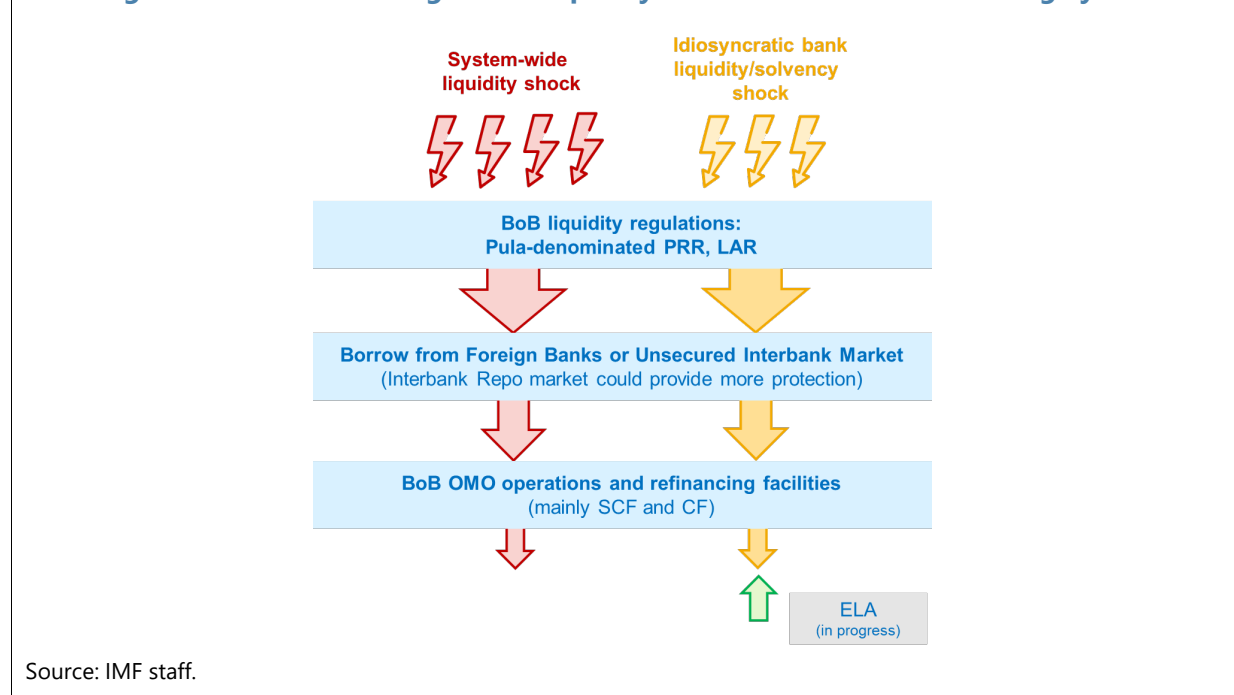 System-wide
liquidity shock
Idiosyncratic bank
liquidity/solvency
shock
BoB liquidity regulations:
Pula-denominated PRR, LAR
Borrow from Foreign Banks or Unsecured Interbank Market
(Interbank Repo market could provide more protection)
BoB OMO operations and refinancing facilities
(mainly SCF and CF)
ELA
(in progress)
Source: IMF staff.